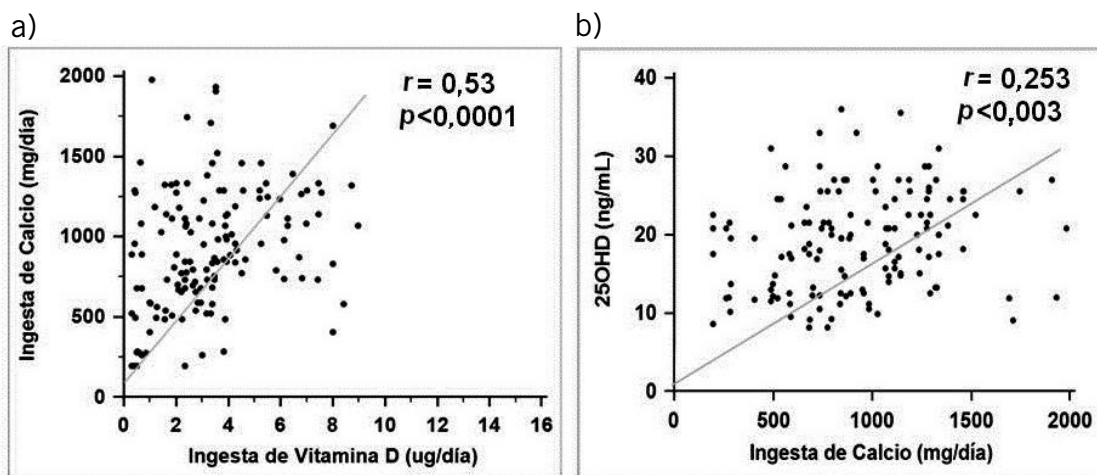 a)
r = 0,53
p<0,0001
Ingesta de Calcio (mg/día)
2000
1500
1000
500
0
0 2 4 6 8 10 12 14 16
Ingesta de Vitamina D (ug/día)
b)
r = 0,253
p<0,003
25OHD (ng/mL)
40
30
20
10
0
0 500 1000 1500 2000
Ingesta de Calcio (mg/día)